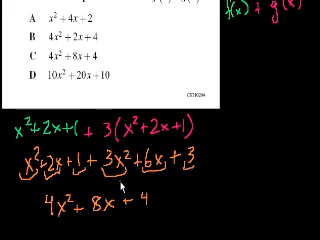 f(x) + g(x)
A x² + 4x + 2
B 4x² + 2x + 4
C 4x² + 8x + 4
D 10x² + 20x + 10
CST10204
x²+2x+1 + 3(x²+2x+1)
x²+2x+1 + 3x²+6x+3
4x²+ 8x + 4